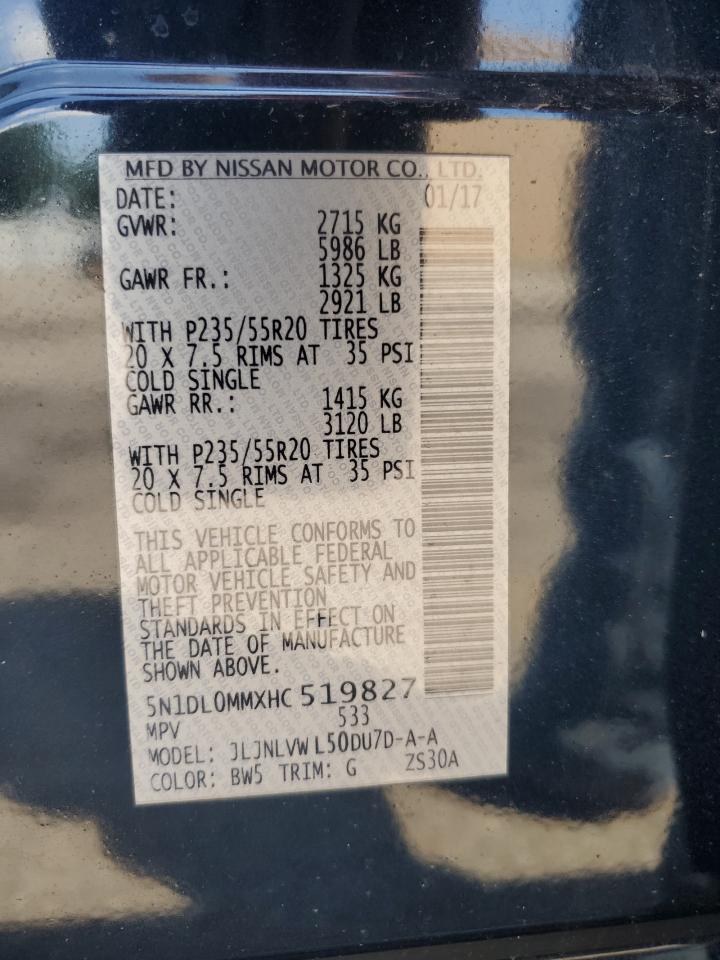 MFD BY NISSAN MOTOR CO., LTD.
DATE: 01/17
GVWR: 2715 KG
5986 LB
GAWR FR.: 1325 KG
2921 LB
WITH P235/55R20 TIRES
20 X 7.5 RIMS AT 35 PSI
COLD SINGLE
GAWR RR.: 1415 KG
3120 LB
WITH P235/55R20 TIRES
20 X 7.5 RIMS AT 35 PSI
COLD SINGLE
THIS VEHICLE CONFORMS TO
ALL APPLICABLE FEDERAL
MOTOR VEHICLE SAFETY AND
THEFT PREVENTION
STANDARDS IN EFFECT ON
THE DATE OF MANUFACTURE
SHOWN ABOVE.
5N1DL0MMXHC 519827
MPV 533
MODEL: JLJNLVW L50DU7D-A-A
COLOR: BW5 TRIM: G ZS30A